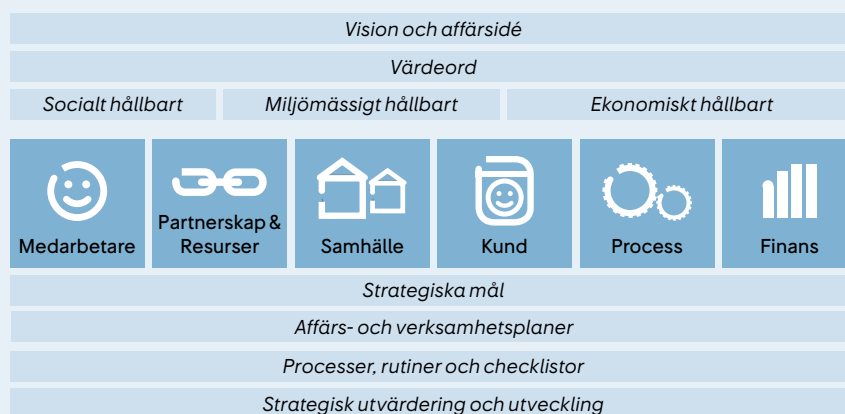 Vision och affärsidé
Värdeord
Socialt hållbart
Miljömässigt hållbart
Ekonomiskt hållbart
Medarbetare
Partnerskap &
Resurser
Samhälle
Kund
Process
Finans
Strategiska mål
Affärs- och verksamhetsplaner
Processer, rutiner och checklistor
Strategisk utvärdering och utveckling